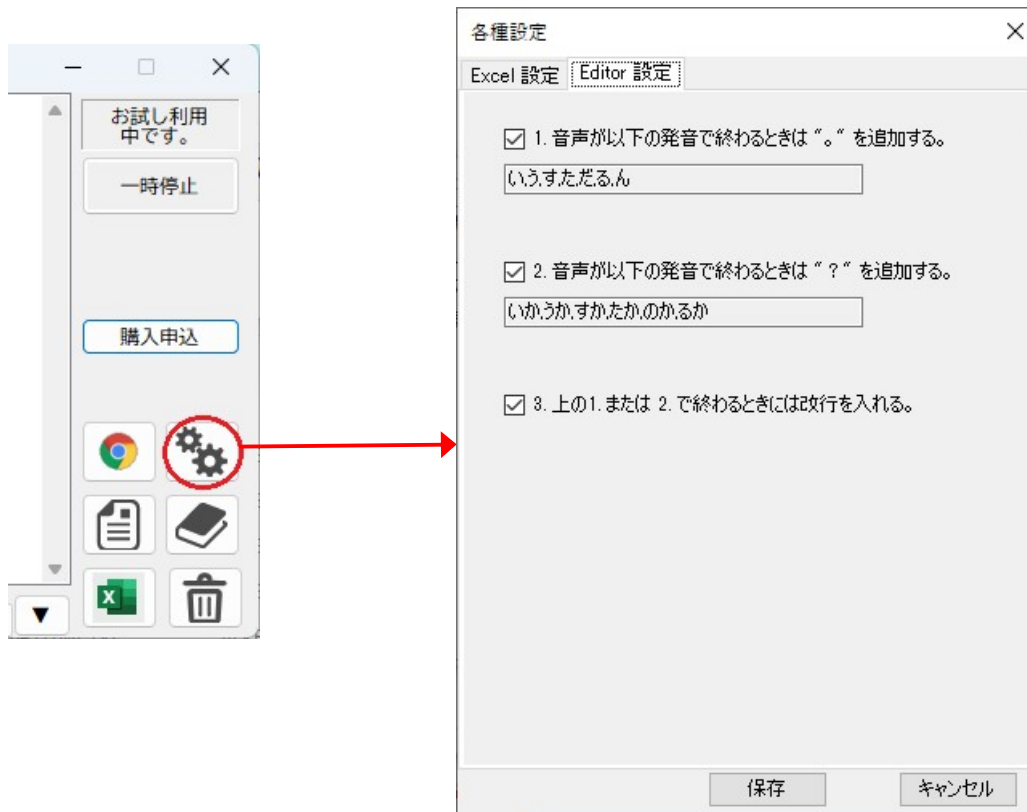 お試し利用
中です。
一時停止
購入申込
▼
各種設定
Excel 設定 Editor 設定
1. 音声が以下の発音で終わるときは “。” を追加する。
い,う,す,た,だ,る,ん
2. 音声が以下の発音で終わるときは “？” を追加する。
いか,うか,すか,たか,のか,るか
3. 上の1. または 2. で終わるときには改行を入れる。
保存 キャンセル